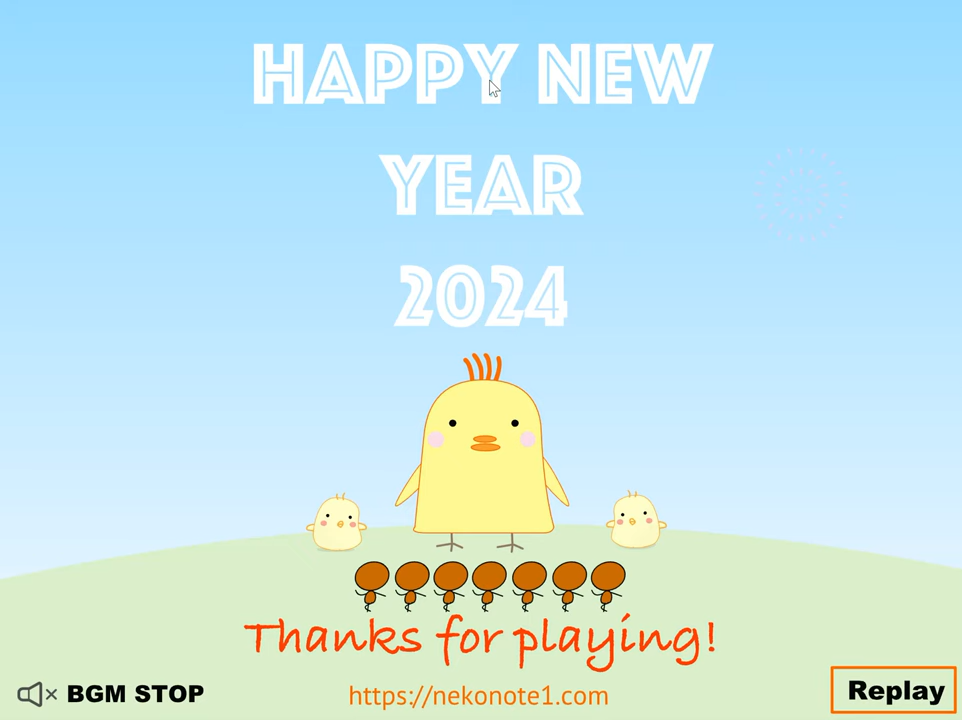 HAPPY NEW
YEAR
2024
Thanks for playing!
BGM STOP
https://nekonote1.com
Replay